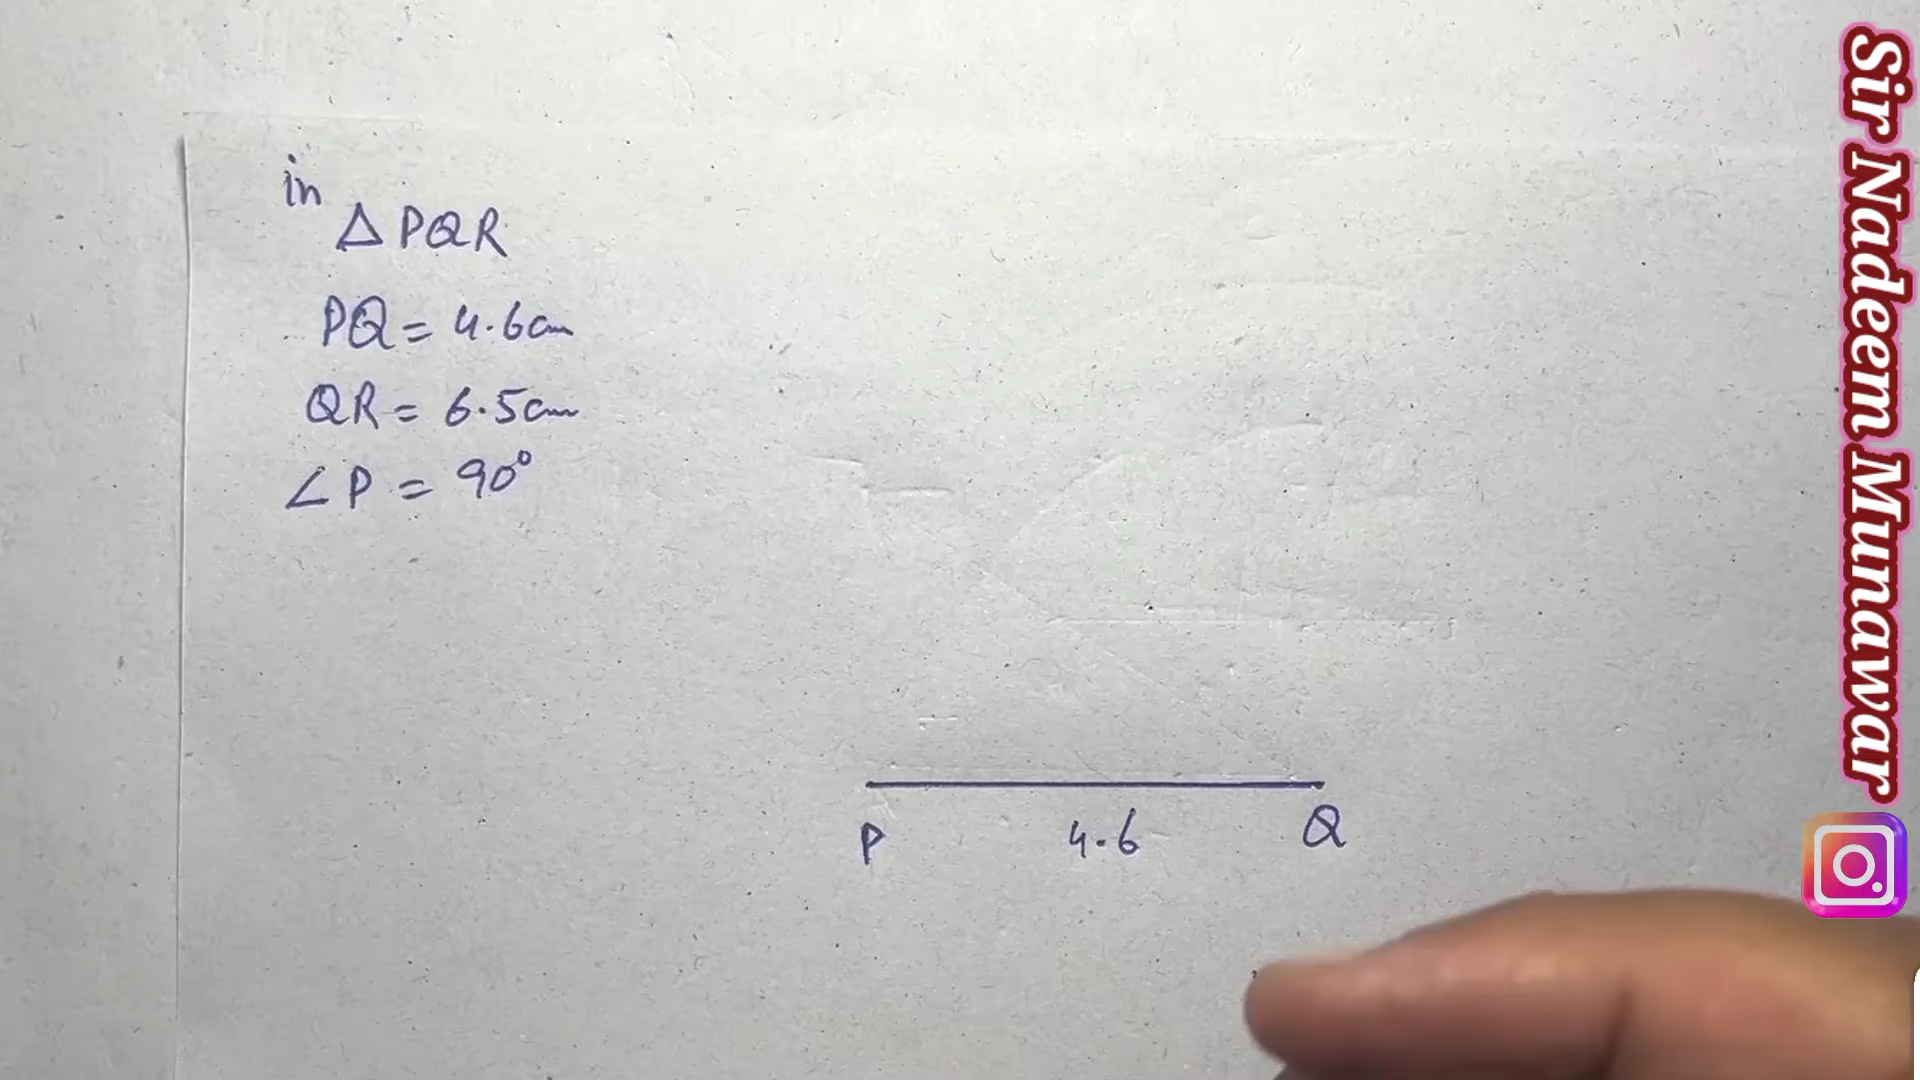 in
△ PQR
PQ = 4.6cm
QR = 6.5cm
∠P = 90°
P 4.6 Q
Sir Nadeem Munawar